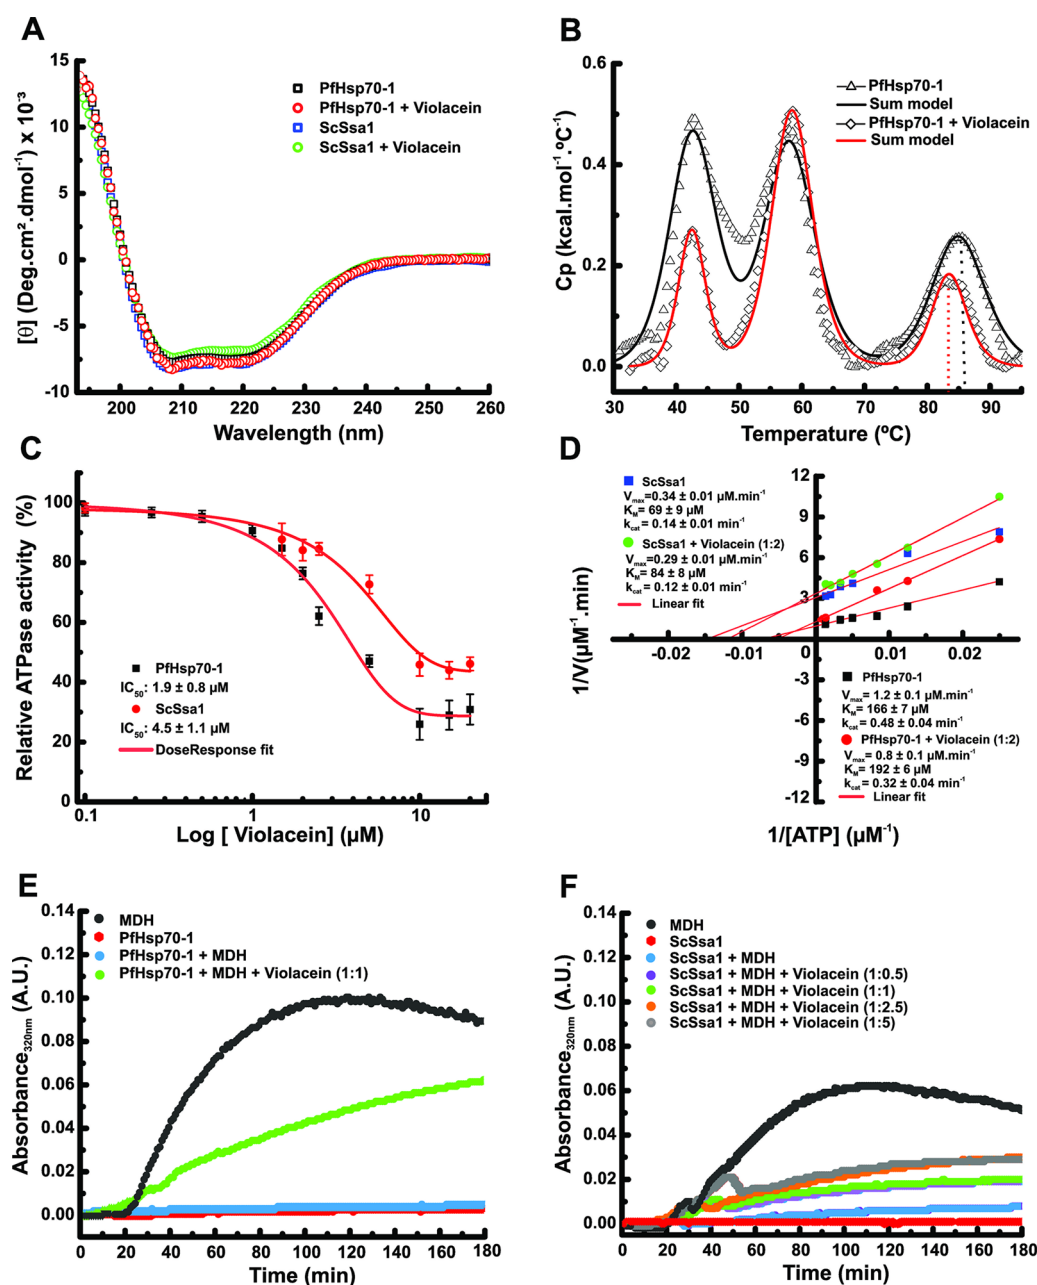 A
15
10
5
0
-5
-10
[θ] (Deg.cm².dmol⁻¹) x 10⁻³
PfHsp70-1
PfHsp70-1 + Violacein
ScSsa1
ScSsa1 + Violacein
200 210 220 230 240 250 260
Wavelength (nm)
B
0.6
0.4
0.2
0.0
Cp (kcal.mol⁻¹.ºC⁻¹)
PfHsp70-1
Sum model
PfHsp70-1 + Violacein
Sum model
30 40 50 60 70 80 90
Temperature (ºC)
C
100
80
60
40
20
0
Relative ATPase activity (%)
PfHsp70-1
IC50: 1.9 ± 0.8 µM
ScSsa1
IC50: 4.5 ± 1.1 µM
DoseResponse fit
0.1 1 10
Log [ Violacein] (µM)
D
12
9
6
3
0
-3
-6
-9
-12
1/V(µM⁻¹.min)
ScSsa1
Vmax=0.34 ± 0.01 µM.min⁻¹
KM= 69 ± 9 µM
kcat= 0.14 ± 0.01 min⁻¹
ScSsa1 + Violacein (1:2)
Vmax=0.29 ± 0.01 µM.min⁻¹
KM= 84 ± 8 µM
kcat= 0.12 ± 0.01 min⁻¹
Linear fit
-0.02 -0.01 0.01 0.02
PfHsp70-1
Vmax= 1.2 ± 0.1 µM.min⁻¹
KM= 166 ± 7 µM
kcat= 0.48 ± 0.04 min⁻¹
PfHsp70-1 + Violacein (1:2)
Vmax= 0.8 ± 0.1 µM.min⁻¹
KM= 192 ± 6 µM
kcat= 0.32 ± 0.04 min⁻¹
Linear fit
1/[ATP] (µM⁻¹)
E
0.14
0.12
0.10
0.08
0.06
0.04
0.02
0.00
Absorbance320nm (A.U.)
MDH
PfHsp70-1
PfHsp70-1 + MDH
PfHsp70-1 + MDH + Violacein (1:1)
0 20 40 60 80 100 120 140 160 180
Time (min)
F
0.14
0.12
0.10
0.08
0.06
0.04
0.02
0.00
Absorbance320nm (A.U.)
MDH
ScSsa1
ScSsa1 + MDH
ScSsa1 + MDH + Violacein (1:0.5)
ScSsa1 + MDH + Violacein (1:1)
ScSsa1 + MDH + Violacein (1:2.5)
ScSsa1 + MDH + Violacein (1:5)
0 20 40 60 80 100 120 140 160 180
Time (min)